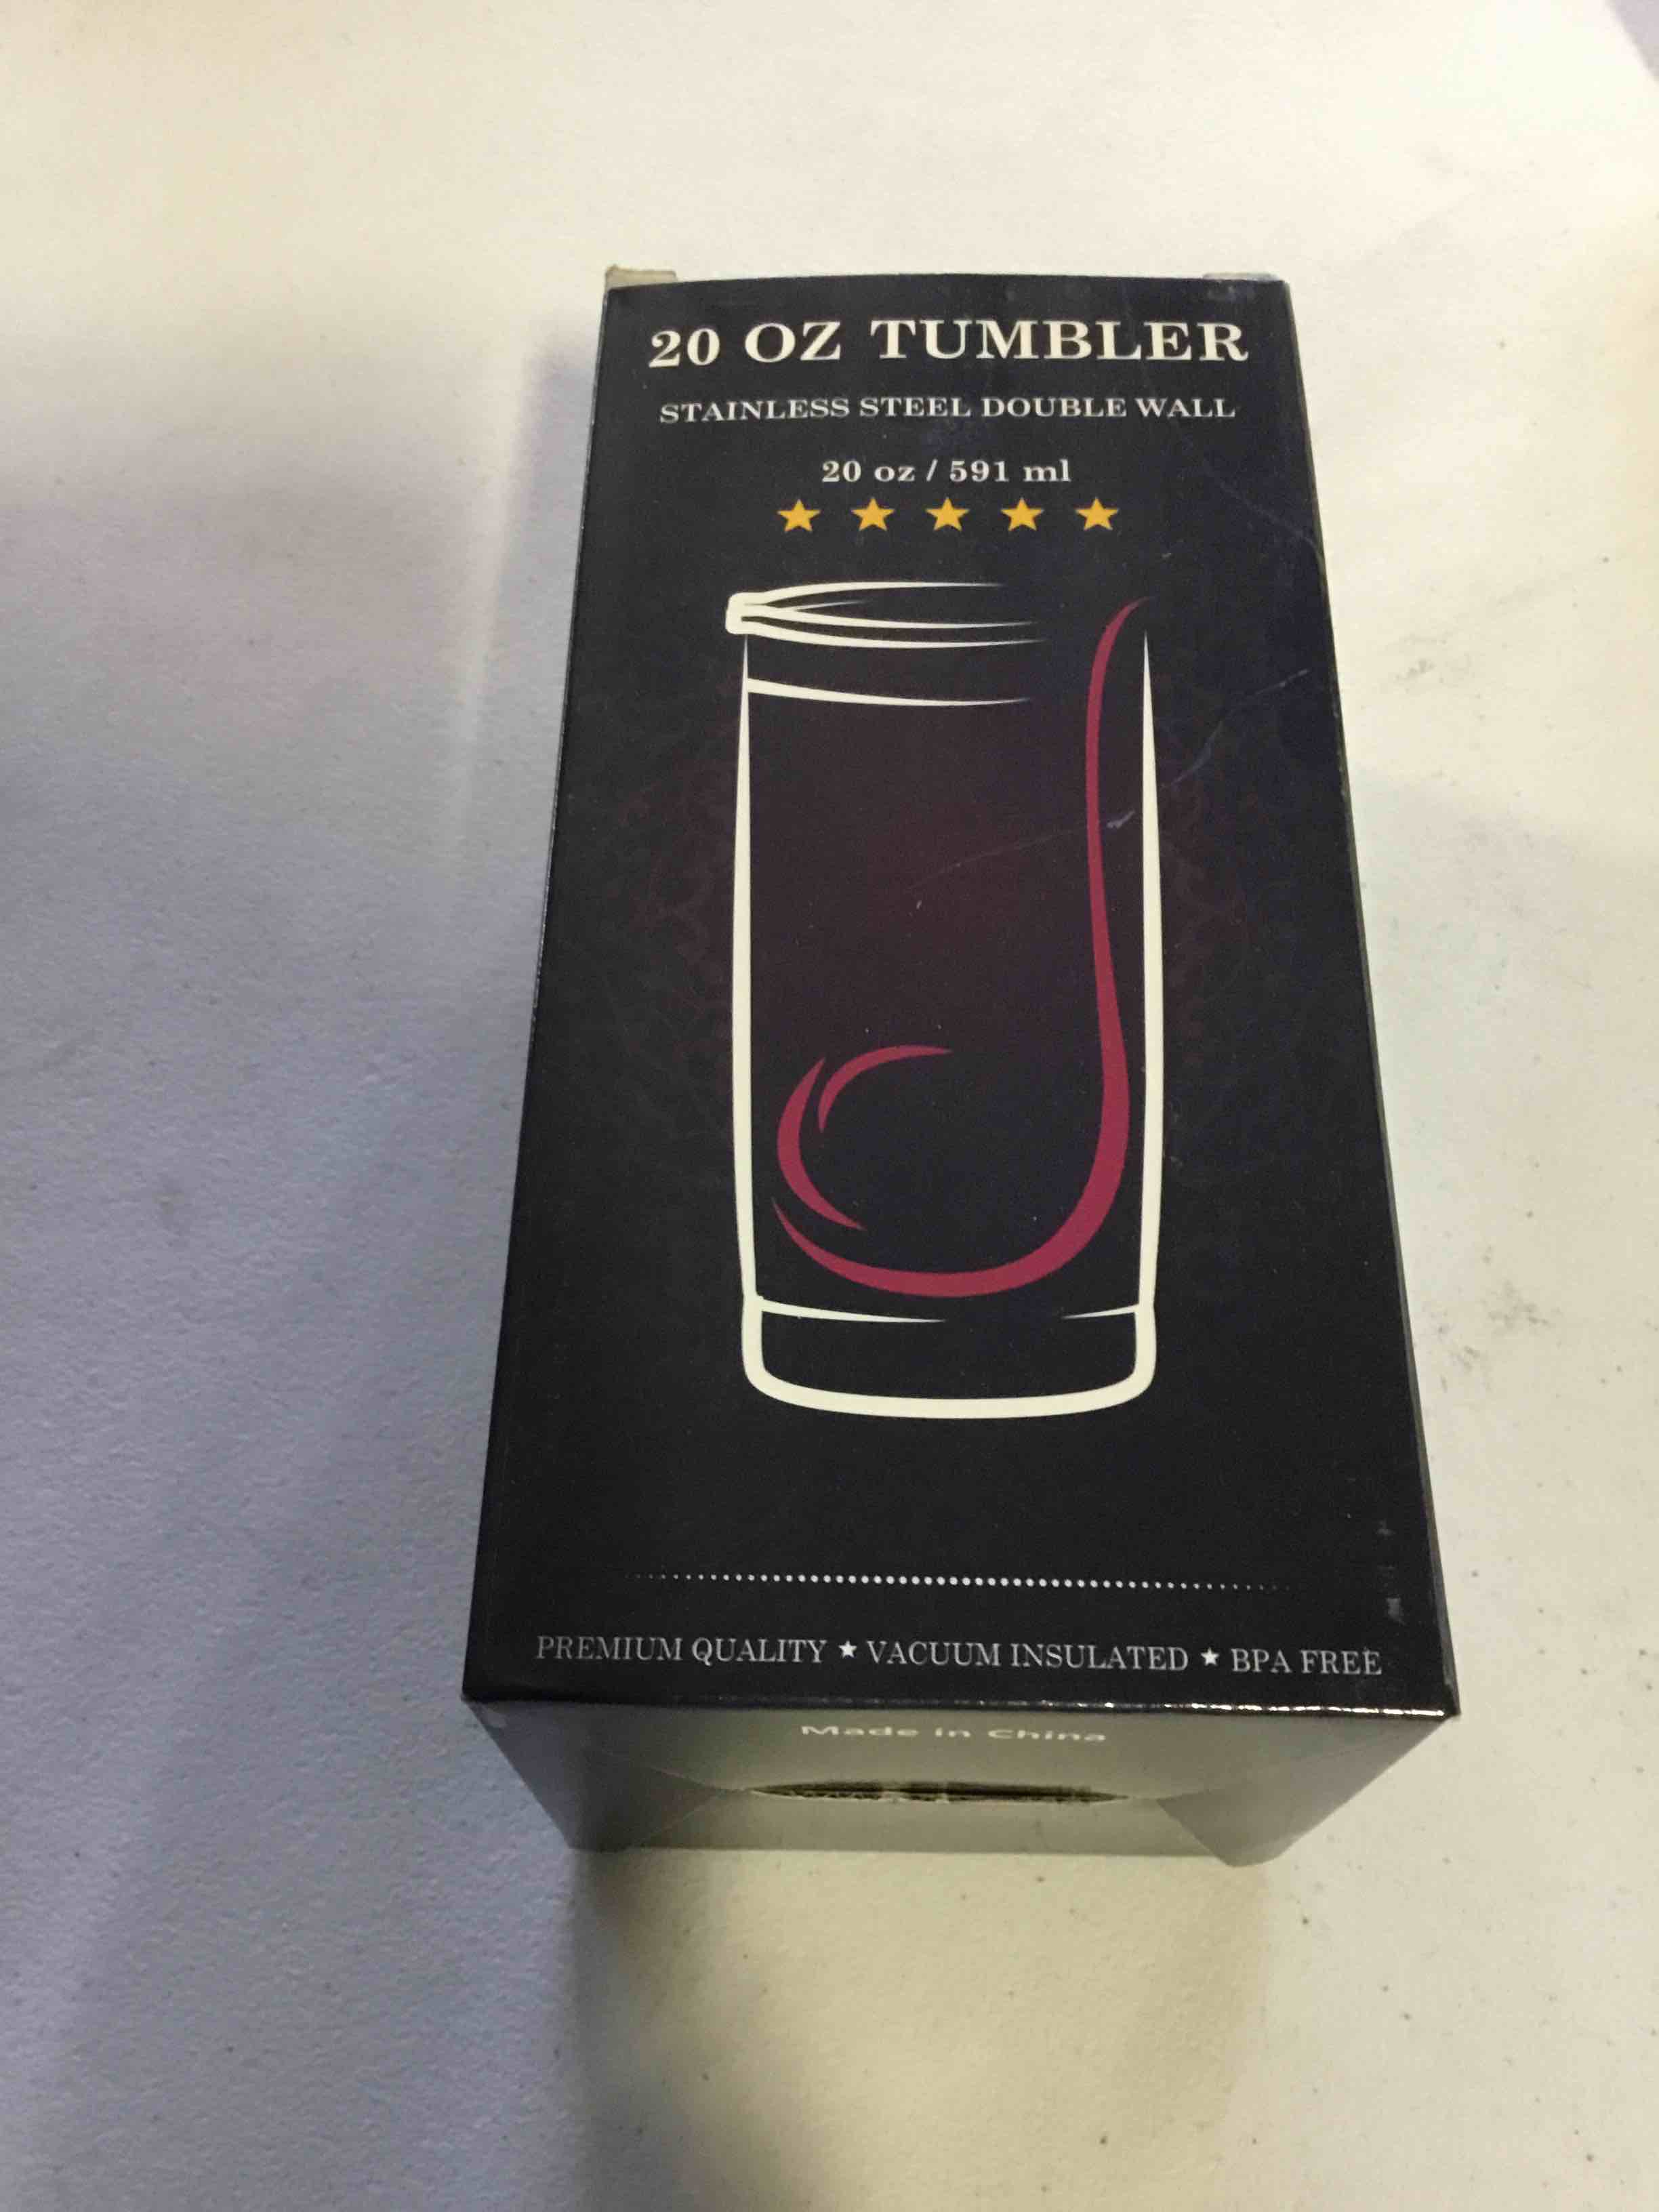 20 OZ TUMBLER
STAINLESS STEEL DOUBLE WALL
20 oz / 591 ml
PREMIUM QUALITY ★ VACUUM INSULATED ★ BPA FREE
Made in China